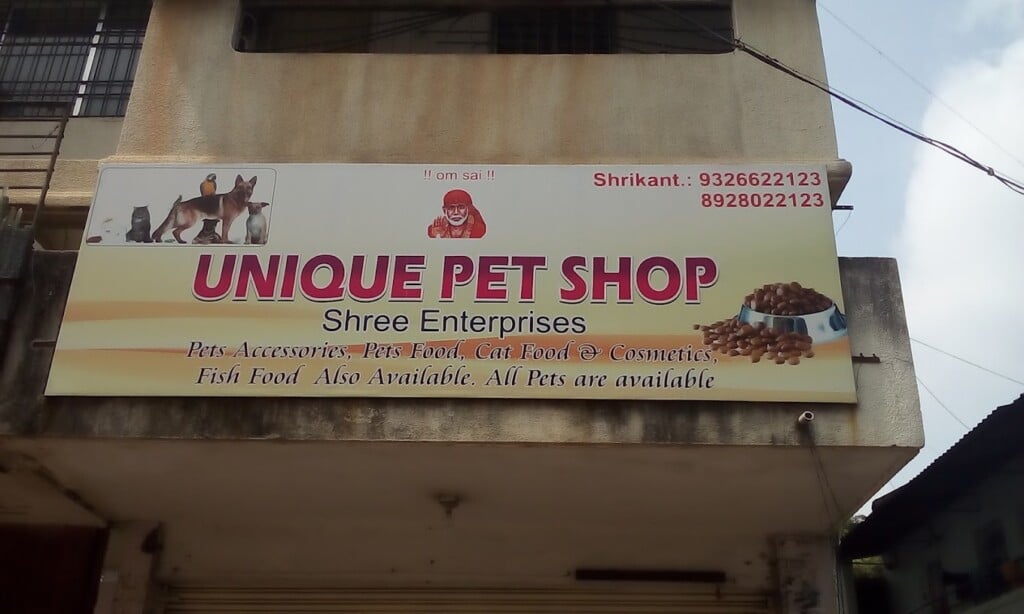 !! om sai !!
Shrikant.: 9326622123
8928022123
UNIQUE PET SHOP
Shree Enterprises
Pets Accessories, Pets Food, Cat Food & Cosmetics,
Fish Food Also Available. All Pets are available